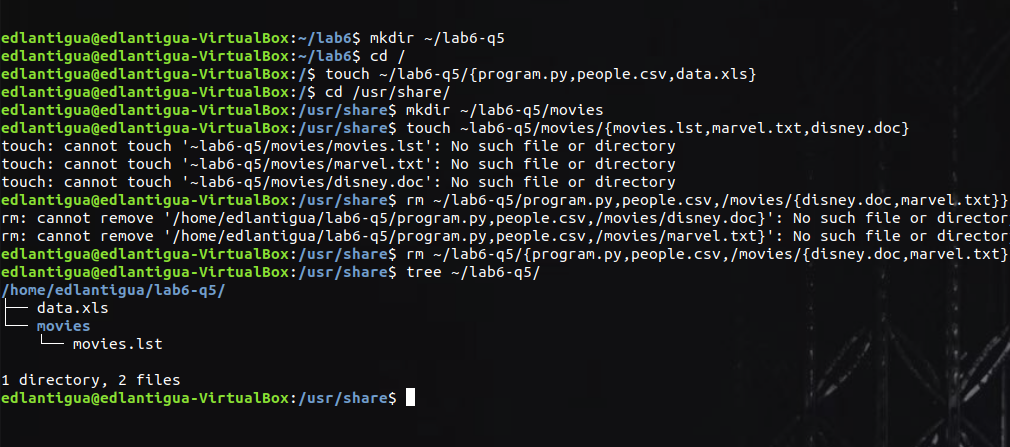 edlantigua@edlantigua-VirtualBox:~/lab6$ mkdir ~/lab6-q5
edlantigua@edlantigua-VirtualBox:~/lab6$ cd /
edlantigua@edlantigua-VirtualBox:/$ touch ~/lab6-q5/{program.py,people.csv,data.xls}
edlantigua@edlantigua-VirtualBox:/$ cd /usr/share/
edlantigua@edlantigua-VirtualBox:/usr/share$ mkdir ~/lab6-q5/movies
edlantigua@edlantigua-VirtualBox:/usr/share$ touch ~lab6-q5/movies/{movies.lst,marvel.txt,disney.doc}
touch: cannot touch '~lab6-q5/movies/movies.lst': No such file or directory
touch: cannot touch '~lab6-q5/movies/marvel.txt': No such file or directory
touch: cannot touch '~lab6-q5/movies/disney.doc': No such file or directory
edlantigua@edlantigua-VirtualBox:/usr/share$ rm ~/lab6-q5/program.py,people.csv,/movies/{disney.doc,marvel.txt}}
rm: cannot remove '/home/edlantigua/lab6-q5/program.py,people.csv,/movies/disney.doc}': No such file or director
rm: cannot remove '/home/edlantigua/lab6-q5/program.py,people.csv,/movies/marvel.txt}': No such file or director
edlantigua@edlantigua-VirtualBox:/usr/share$ rm ~/lab6-q5/{program.py,people.csv,/movies/{disney.doc,marvel.txt}
edlantigua@edlantigua-VirtualBox:/usr/share$ tree ~/lab6-q5/
/home/edlantigua/lab6-q5/
├── data.xls
└── movies
    └── movies.lst
1 directory, 2 files
edlantigua@edlantigua-VirtualBox:/usr/share$